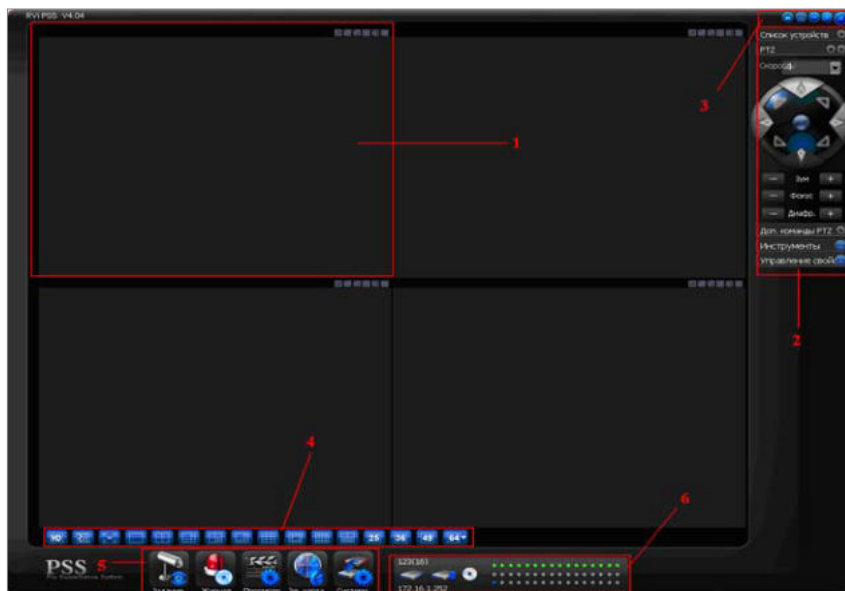 RVi PSS V4.04
3
Список устройств
PTZ
1
Зум
Фокус
Диафр.
Доп. команды PTZ
Инструменты
Управление свой
2
4
HQ
25 36 49 64
6
PSS
5
123(16)
172.16.1.252